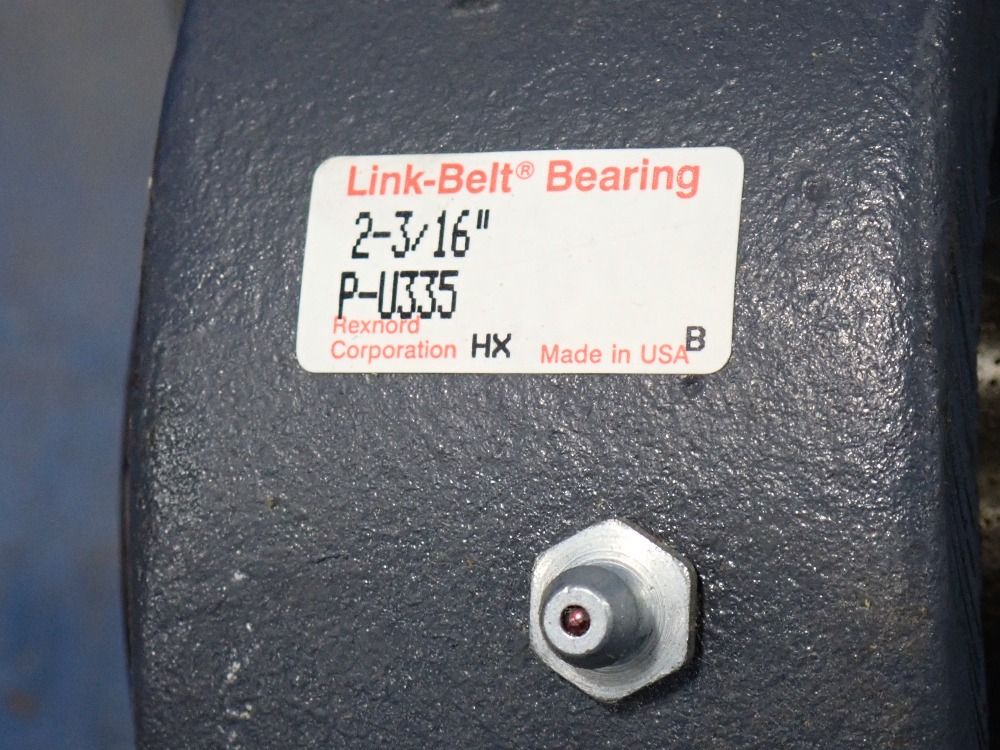 Link-Belt® Bearing
2-3/16"
P-U335
Rexnord
Corporation HX Made in USA B